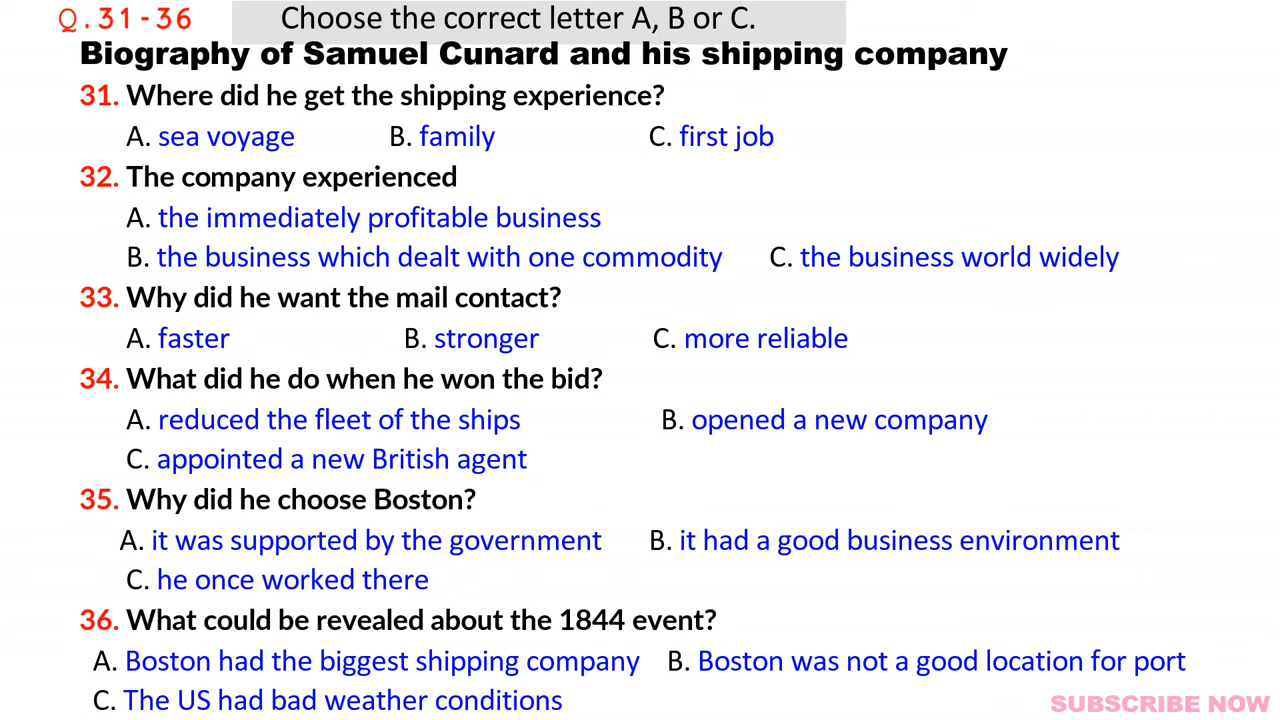 Q.31-36 Choose the correct letter A, B or C.
Biography of Samuel Cunard and his shipping company
31. Where did he get the shipping experience?
A. sea voyage B. family C. first job
32. The company experienced
A. the immediately profitable business
B. the business which dealt with one commodity C. the business world widely
33. Why did he want the mail contact?
A. faster B. stronger C. more reliable
34. What did he do when he won the bid?
A. reduced the fleet of the ships B. opened a new company
C. appointed a new British agent
35. Why did he choose Boston?
A. it was supported by the government B. it had a good business environment
C. he once worked there
36. What could be revealed about the 1844 event?
A. Boston had the biggest shipping company B. Boston was not a good location for port
C. The US had bad weather conditions
SUBSCRIBE NOW